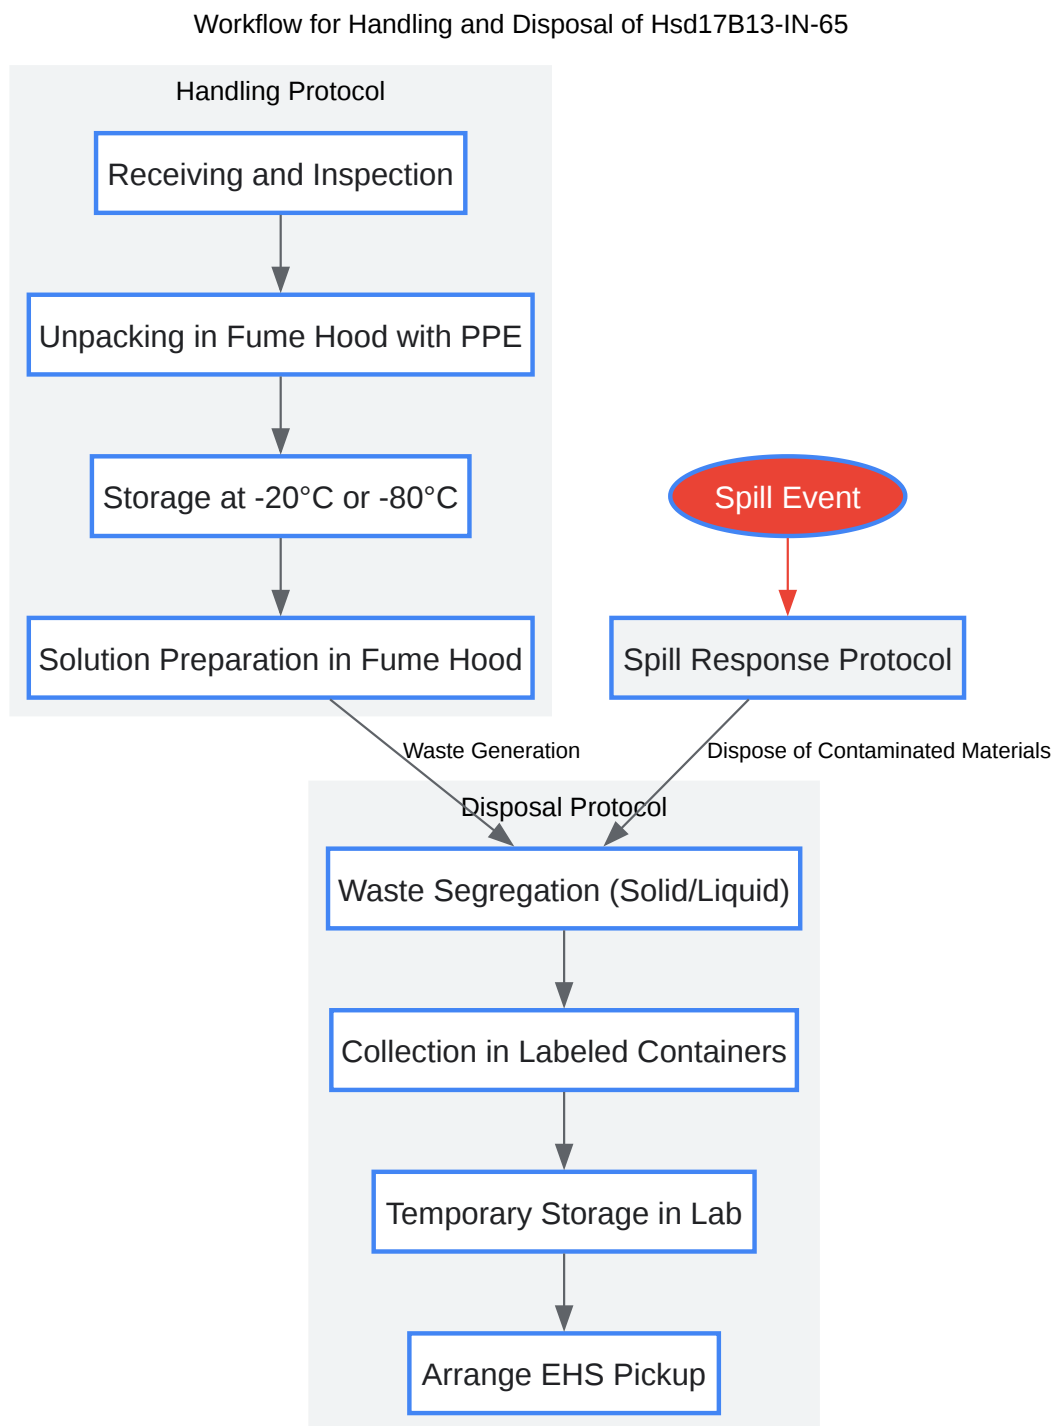 Workflow for Handling and Disposal of Hsd17B13-IN-65
Handling Protocol
Receiving and Inspection
Unpacking in Fume Hood with PPE
Storage at -20°C or -80°C
Spill Event
Solution Preparation in Fume Hood
Spill Response Protocol
Waste Generation
Dispose of Contaminated Materials
Disposal Protocol
Waste Segregation (Solid/Liquid)
Collection in Labeled Containers
Temporary Storage in Lab
Arrange EHS Pickup